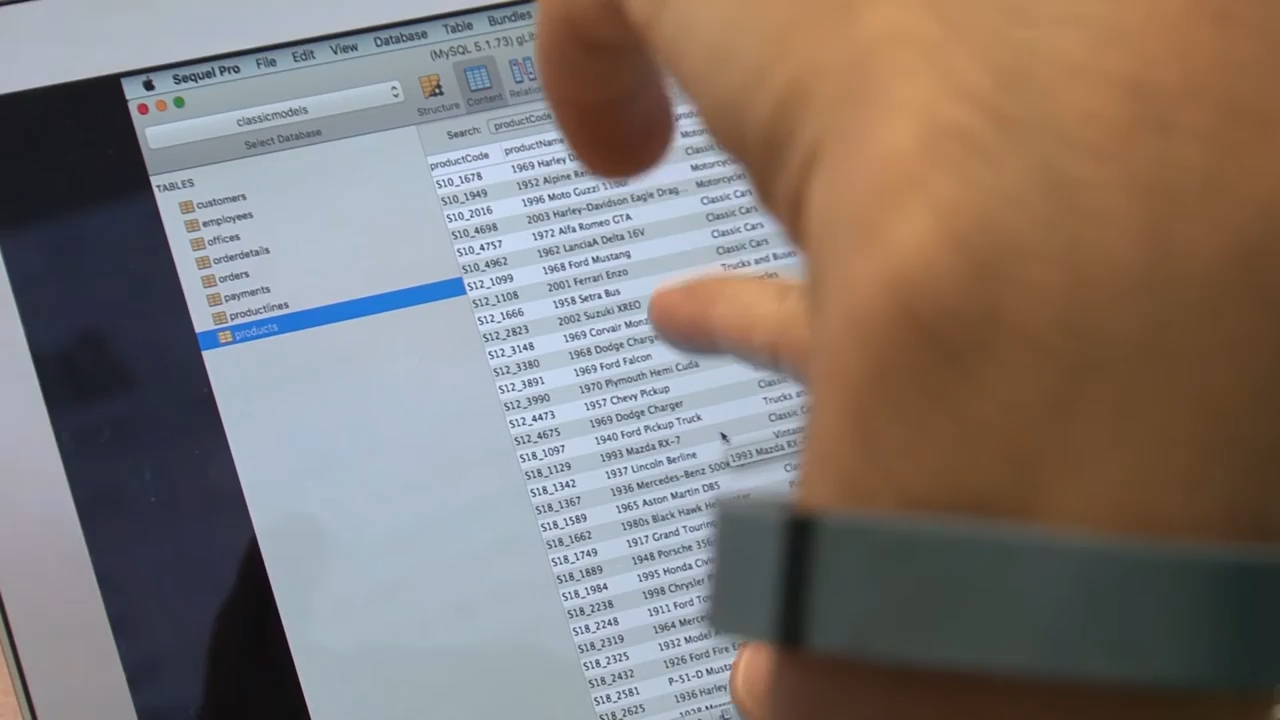 Sequel Pro File Edit View Database Table Bundles
(MySQL 5.1.73)
classicmodels
Select Database
Structure Content
Search: productCode
TABLES
customers
employees
offices
orderdetails
orders
payments
productlines
products
productCode productName
S10_1678 1969 Harley
S10_1949 1952 Alpine Classic Cars
S10_2016 1996 Moto Guzzi Motorcycles
S10_4698 2003 Harley-Davidson Eagle Drag... Motorcycles
S10_4757 1972 Alfa Romeo GTA Classic Cars
S10_4962 1962 LanciaA Delta 16V Classic Cars
S12_1099 1968 Ford Mustang Classic Cars
S12_1108 2001 Ferrari Enzo Classic Cars
S12_1666 1958 Setra Bus Trucks and Buses
S12_2823 2002 Suzuki XREO
S12_3148 1969 Corvair
S12_3380 1968 Dodge
S12_3891 1969 Ford Falcon
S12_3990 1970 Plymouth Hemi Cuda
S12_4473 1957 Chevy Pickup Trucks
S12_4675 1969 Dodge Charger Classic
S18_1097 1940 Ford Pickup Truck
S18_1129 1993 Mazda RX-7
1993 Mazda
S18_1342 1937 Lincoln Berline
S18_1367 1936 Mercedes-Benz
S18_1589 1965 Aston Martin DB5
S18_1662 1980s Black Hawk
S18_1749 1917 Grand
S18_1889 1948 Porsche
S18_1984 1995 Honda
S18_2238 1998 Chrysler
S18_2248 1911 Ford
S18_2319 1964
S18_2325 1932 Model
S18_2432 1926 Ford Fire
S18_2581 P-51-D
S18_2625 1936 Harley